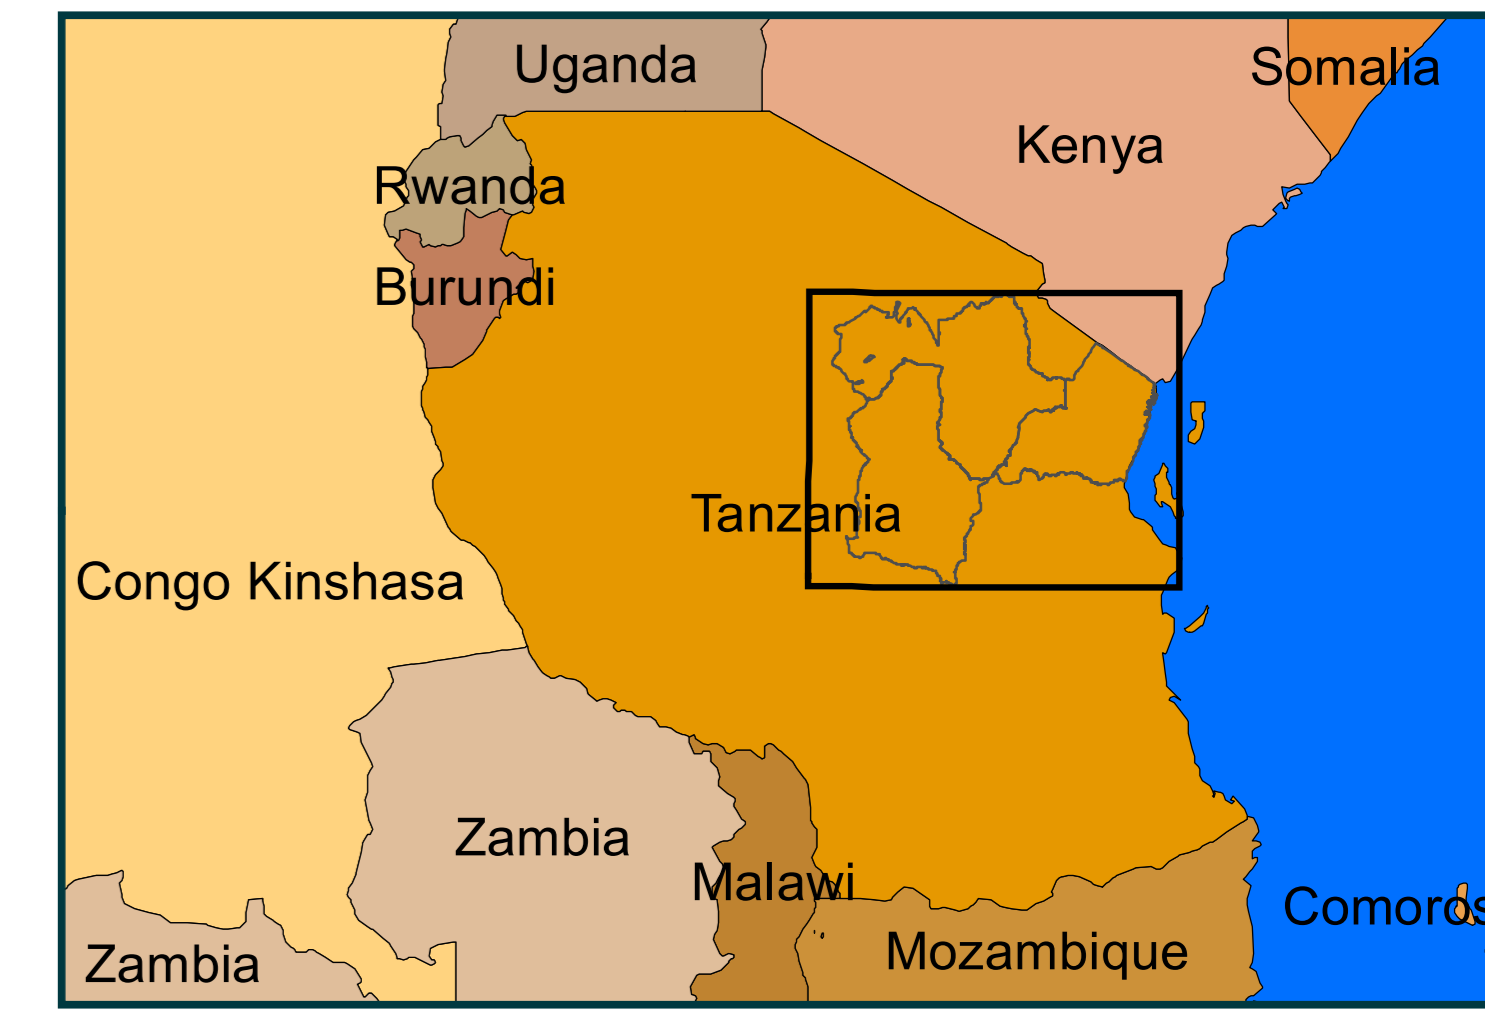 Uganda
Somalia
Kenya
Rwanda
Burundi
Tanzania
Congo Kinshasa
Zambia
Malawi
Comoros
Mozambique
Zambia